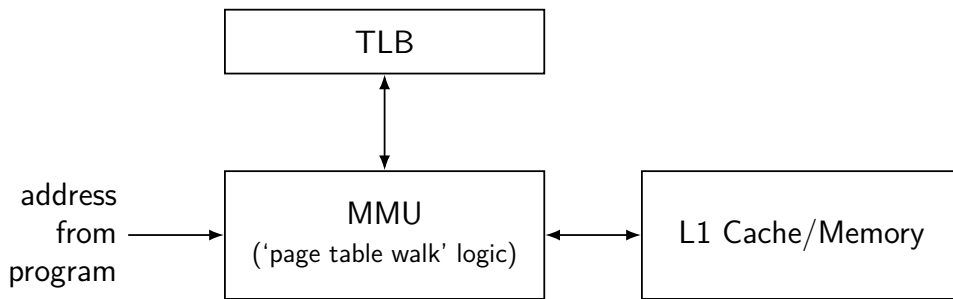 TLB
address
from
program
MMU
(‘page table walk’ logic)
L1 Cache/Memory